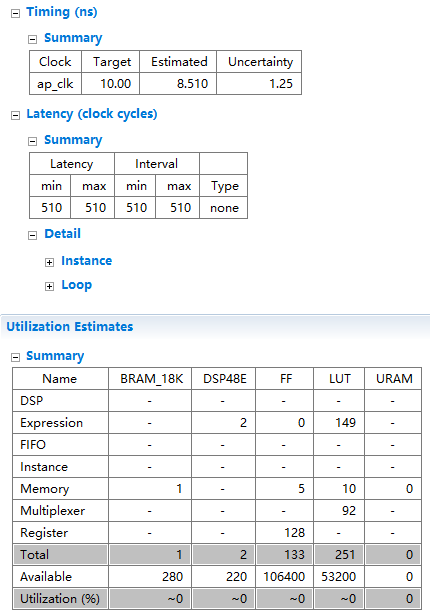 Timing (ns)
Summary
Clock Target Estimated Uncertainty
ap_clk 10.00 8.510 1.25
Latency (clock cycles)
Summary
Latency Interval
min max min max Type
510 510 510 510 none
Detail
Instance
Loop
Utilization Estimates
Summary
Name BRAM_18K DSP48E FF LUT URAM
DSP - - - - -
Expression - 2 0 149 -
FIFO - - - - -
Instance - - - - -
Memory 1 - 5 10 0
Multiplexer - - - 92 -
Register - - 128 - -
Total 1 2 133 251 0
Available 280 220 106400 53200 0
Utilization (%) ~0 ~0 ~0 ~0 0